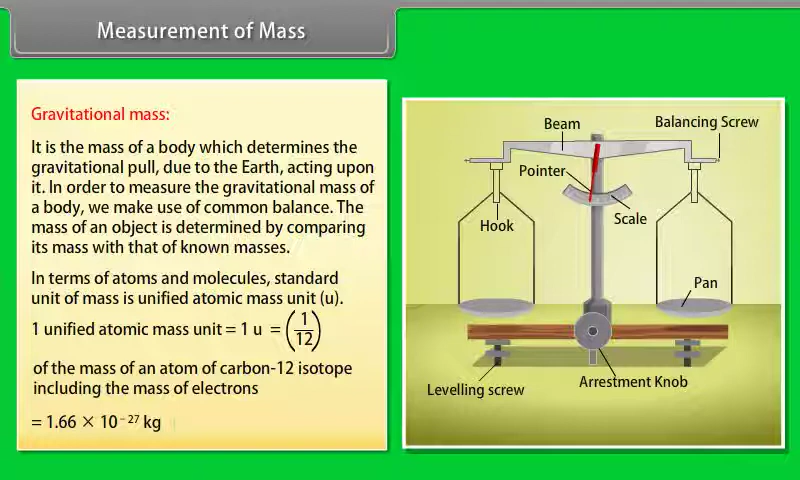 Measurement of Mass
Gravitational mass:
It is the mass of a body which determines the
gravitational pull, due to the Earth, acting upon
it. In order to measure the gravitational mass of
a body, we make use of common balance. The
mass of an object is determined by comparing
its mass with that of known masses.
In terms of atoms and molecules, standard
unit of mass is unified atomic mass unit (u).
1 unified atomic mass unit = 1 u = (1/12)
of the mass of an atom of carbon-12 isotope
including the mass of electrons
= 1.66 × 10⁻²⁷ kg
Beam
Balancing Screw
Pointer
Scale
Hook
Pan
Levelling screw
Arrestment Knob